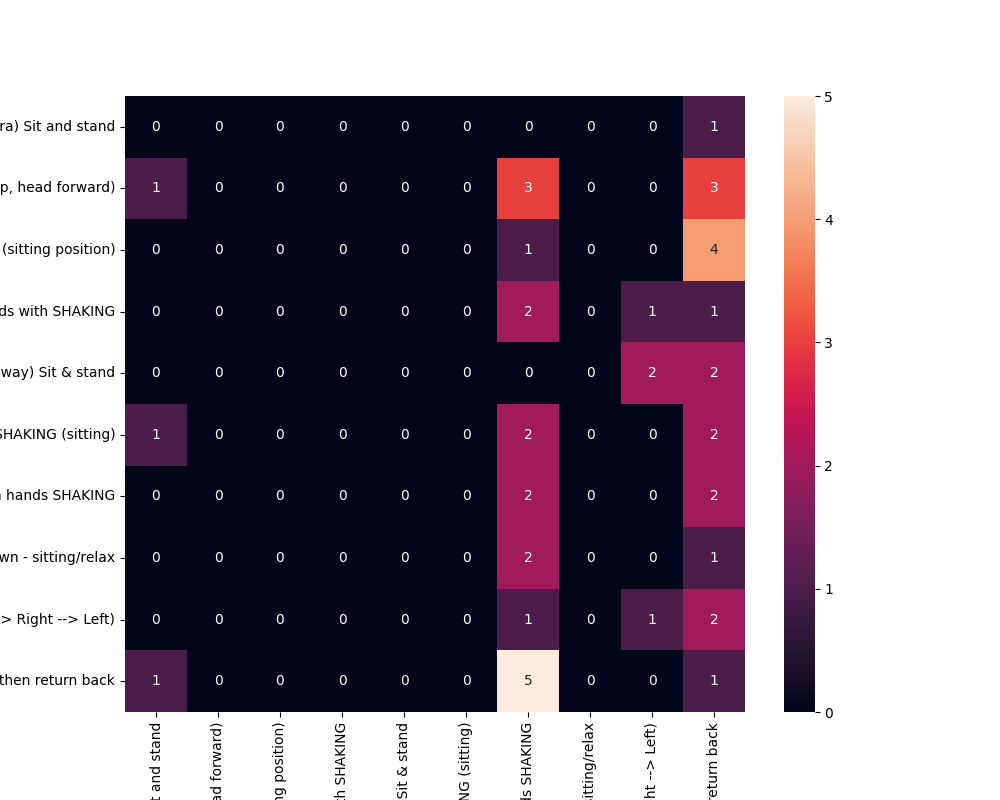 ra) Sit and stand 0 0 0 0 0 0 0 0 0 1
p, head forward) 1 0 0 0 0 0 3 0 0 3
(sitting position) 0 0 0 0 0 0 1 0 0 4
ds with SHAKING 0 0 0 0 0 0 2 0 1 1
way) Sit & stand 0 0 0 0 0 0 0 0 2 2
SHAKING (sitting) 1 0 0 0 0 0 2 0 0 2
hands SHAKING 0 0 0 0 0 0 2 0 0 2
wn - sitting/relax 0 0 0 0 0 0 2 0 0 1
> Right --> Left) 0 0 0 0 0 0 1 0 1 2
then return back 1 0 0 0 0 0 5 0 0 1
t and stand
ad forward)
ng position)
th SHAKING
Sit & stand
NG (sitting)
ds SHAKING
sitting/relax
ht --> Left)
return back
5
4
3
2
1
0